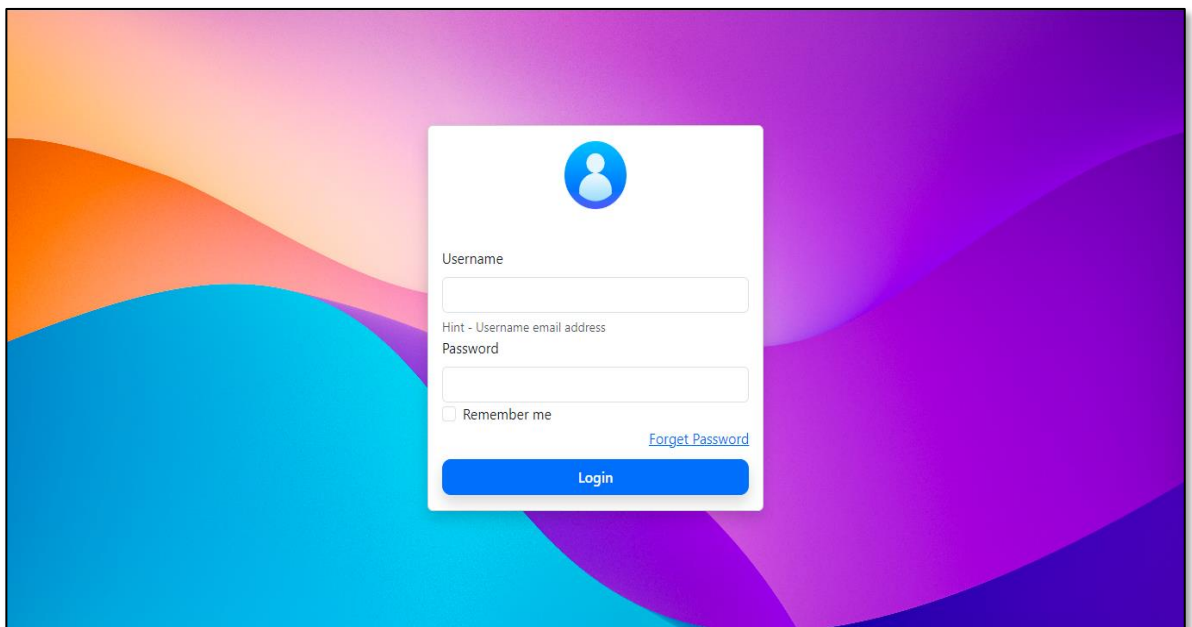 Username
Hint - Username email address
Password
Remember me
Forget Password
Login